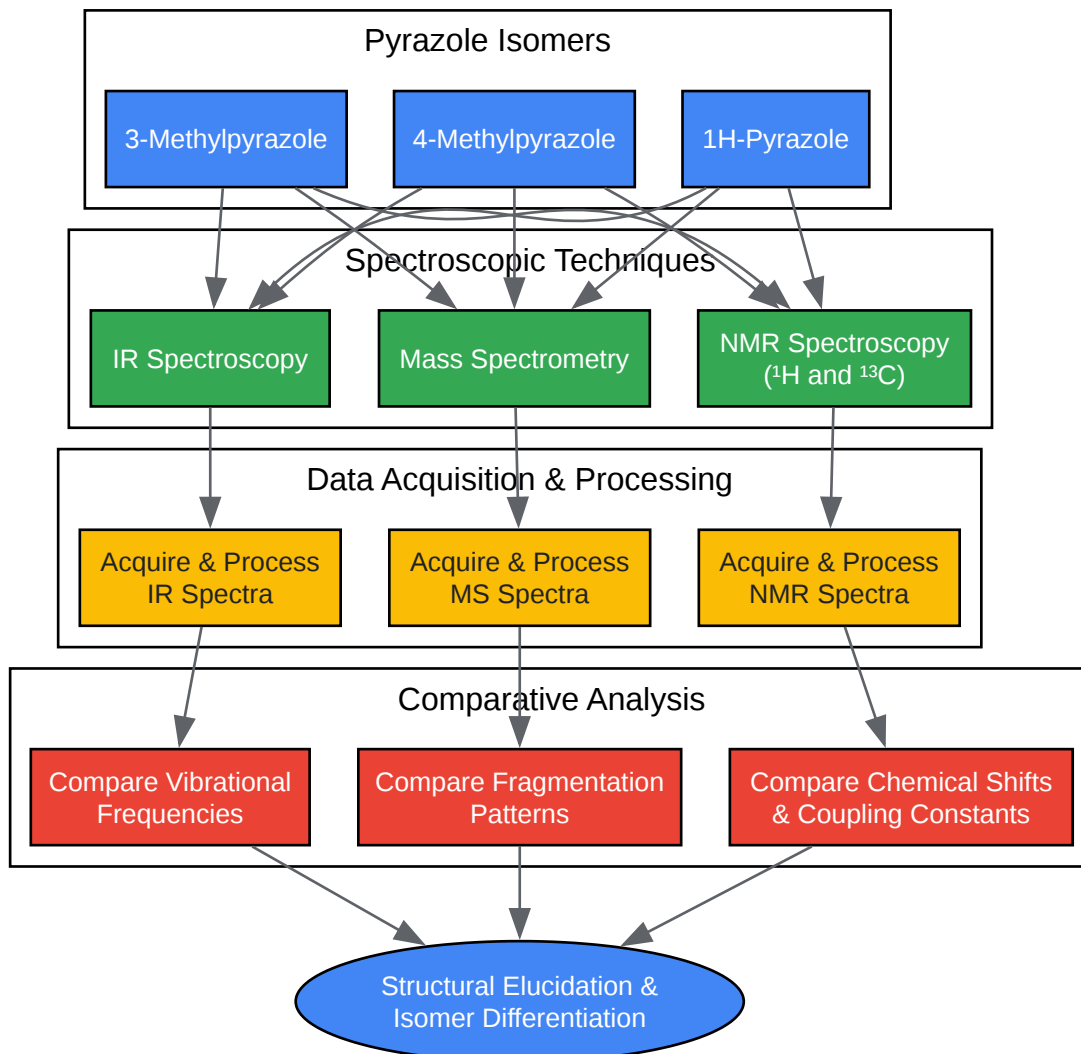 Pyrazole Isomers
3-Methylpyrazole
4-Methylpyrazole
1H-Pyrazole
Spectroscopic Techniques
IR Spectroscopy
Mass Spectrometry
NMR Spectroscopy
(¹H and ¹³C)
Data Acquisition & Processing
Acquire & Process
IR Spectra
Acquire & Process
MS Spectra
Acquire & Process
NMR Spectra
Comparative Analysis
Compare Vibrational
Frequencies
Compare Fragmentation
Patterns
Compare Chemical Shifts
& Coupling Constants
Structural Elucidation &
Isomer Differentiation